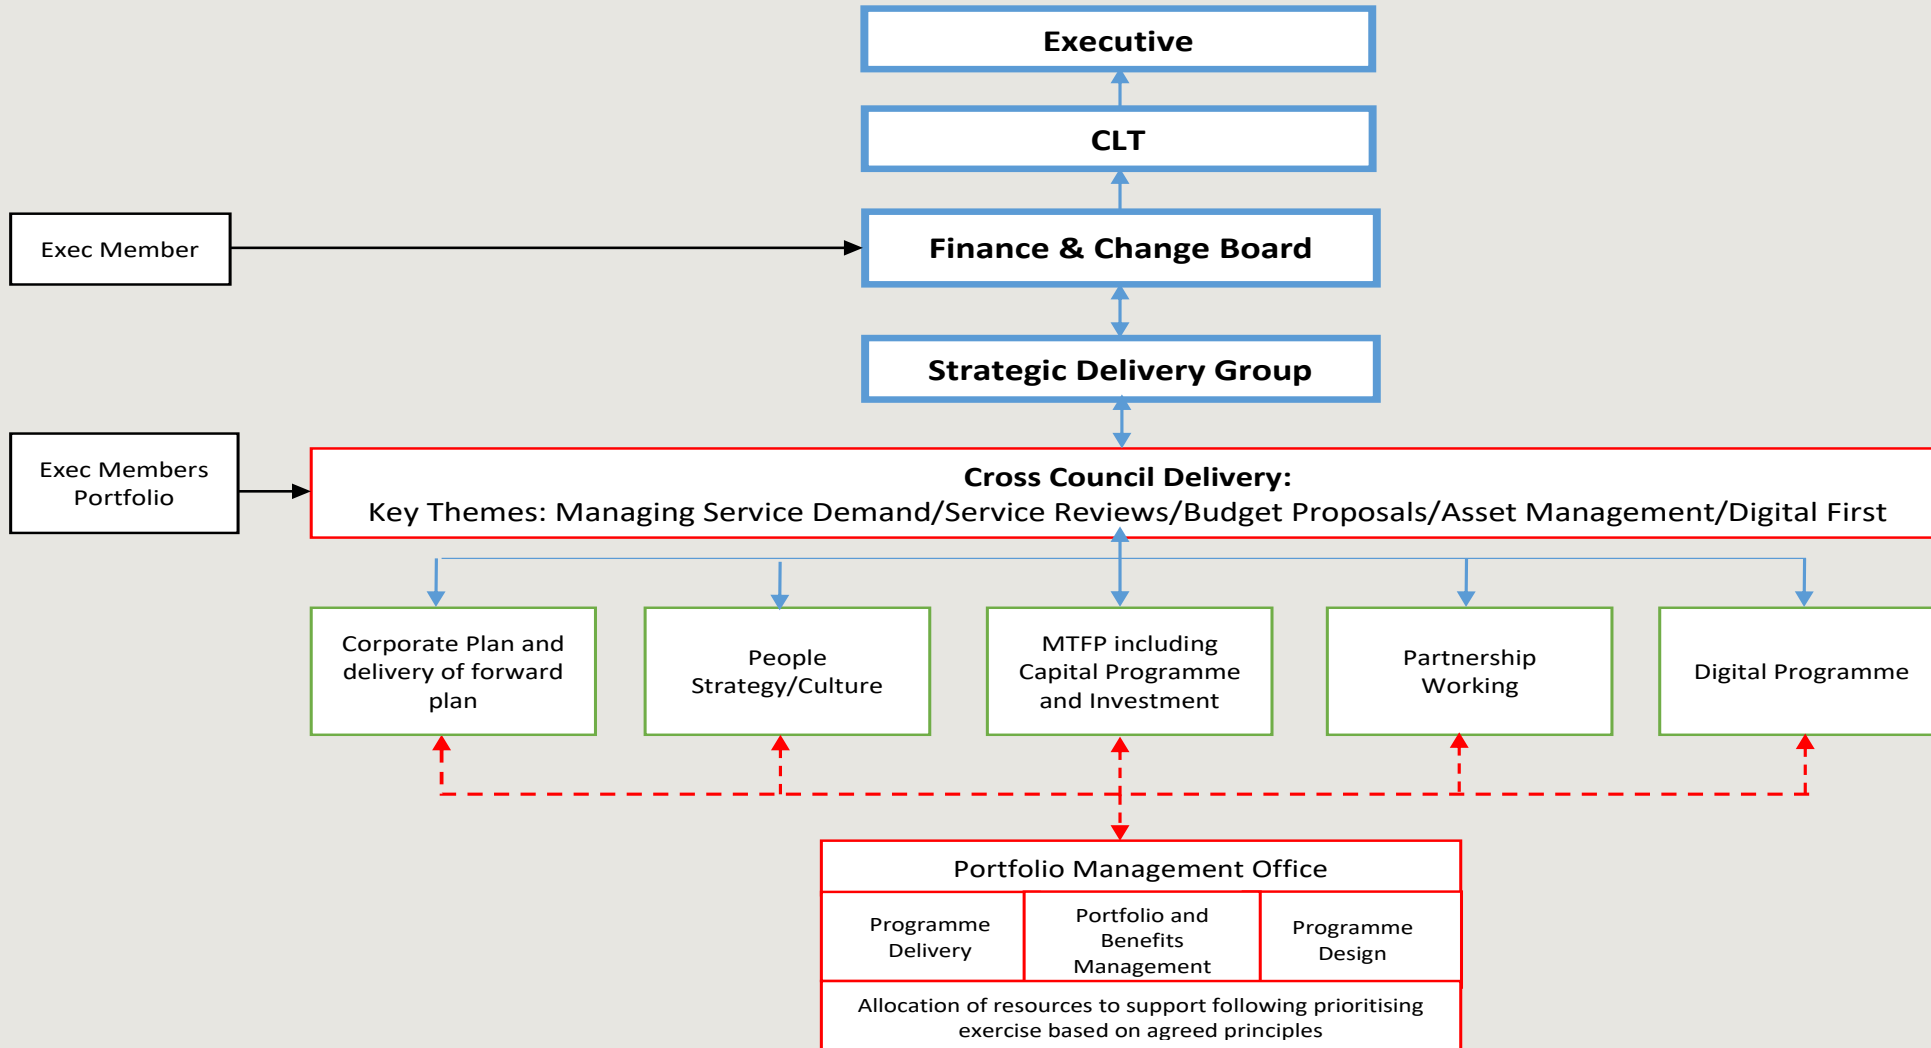 Executive
CLT
Exec Member
Finance & Change Board
Strategic Delivery Group
Exec Members
Portfolio
Cross Council Delivery:
Key Themes: Managing Service Demand/Service Reviews/Budget Proposals/Asset Management/Digital First
Corporate Plan and
delivery of forward
plan
People
Strategy/Culture
MTFP including
Capital Programme
and Investment
Partnership
Working
Digital Programme
Portfolio Management Office
Programme
Delivery
Portfolio and
Benefits
Management
Programme
Design
Allocation of resources to support following prioritising
exercise based on agreed principles